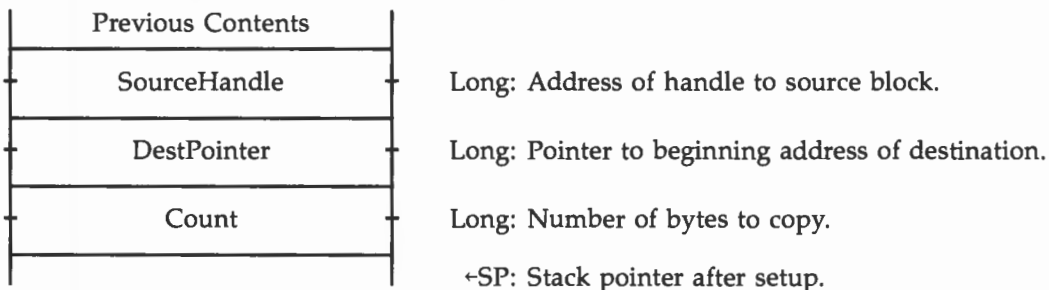 Previous Contents
SourceHandle Long: Address of handle to source block.
DestPointer Long: Pointer to beginning address of destination.
Count Long: Number of bytes to copy.
←SP: Stack pointer after setup.